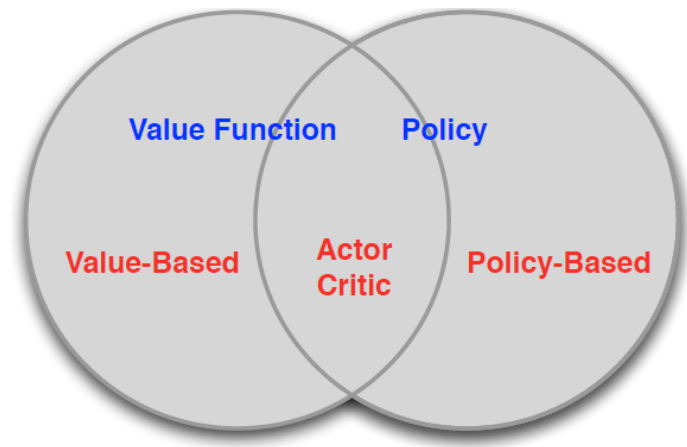 Value Function
Policy
Value-Based
Actor
Critic
Policy-Based